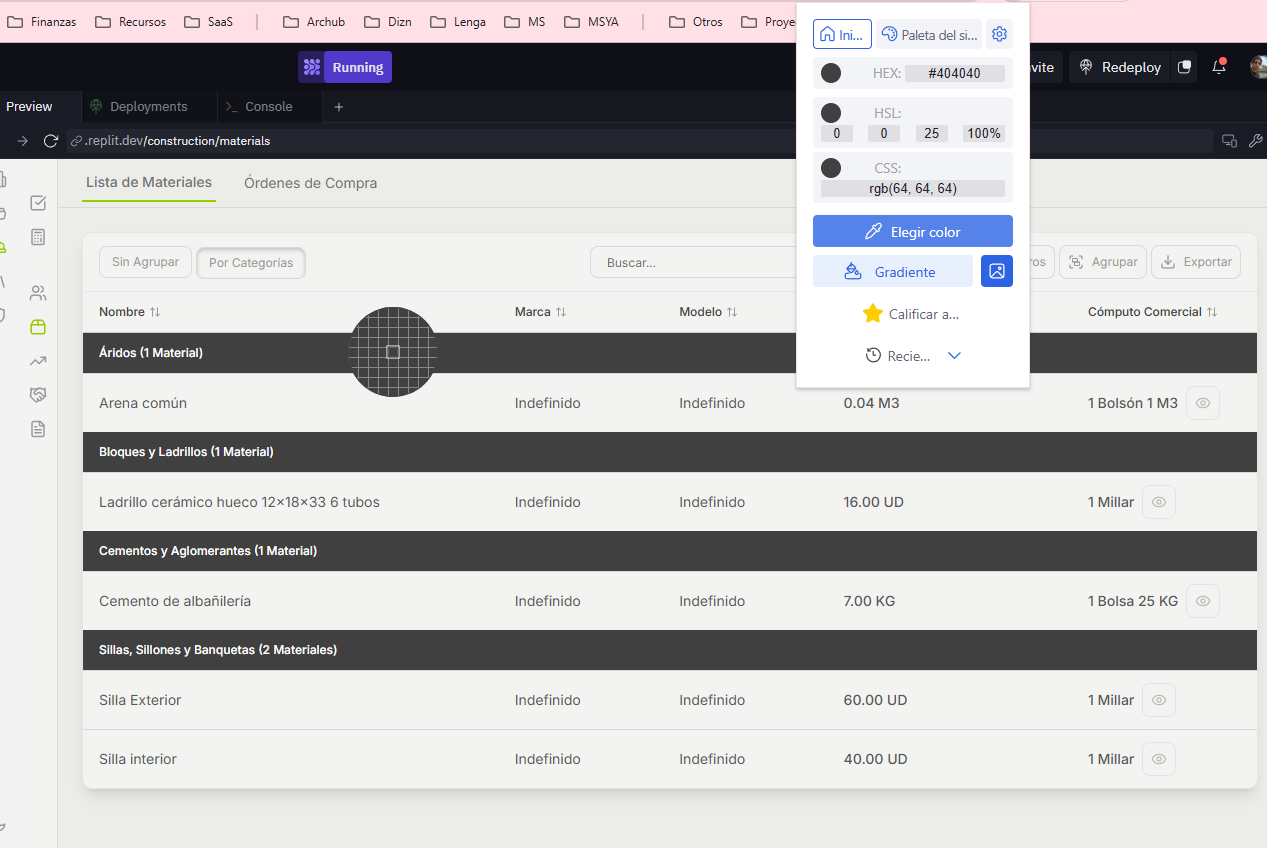 Finanzas Recursos SaaS Archub Dizn Lenga MS MSYA Otros Proye
Running
vite Redeploy
Preview Deployments Console
.replit.dev/construction/materials
Ini... Paleta del si...
HEX: #404040
HSL:
0 0 25 100%
CSS:
rgb(64, 64, 64)
Elegir color
Gradiente
Calificar a...
Recie...
Lista de Materiales Órdenes de Compra
Sin Agrupar Por Categorías Buscar... ros Agrupar Exportar
Nombre Marca Modelo Cómputo Comercial
Áridos (1 Material)
Arena común Indefinido Indefinido 0.04 M3 1 Bolsón 1 M3
Bloques y Ladrillos (1 Material)
Ladrillo cerámico hueco 12×18×33 6 tubos Indefinido Indefinido 16.00 UD 1 Millar
Cementos y Aglomerantes (1 Material)
Cemento de albañilería Indefinido Indefinido 7.00 KG 1 Bolsa 25 KG
Sillas, Sillones y Banquetas (2 Materiales)
Silla Exterior Indefinido Indefinido 60.00 UD 1 Millar
Silla interior Indefinido Indefinido 40.00 UD 1 Millar